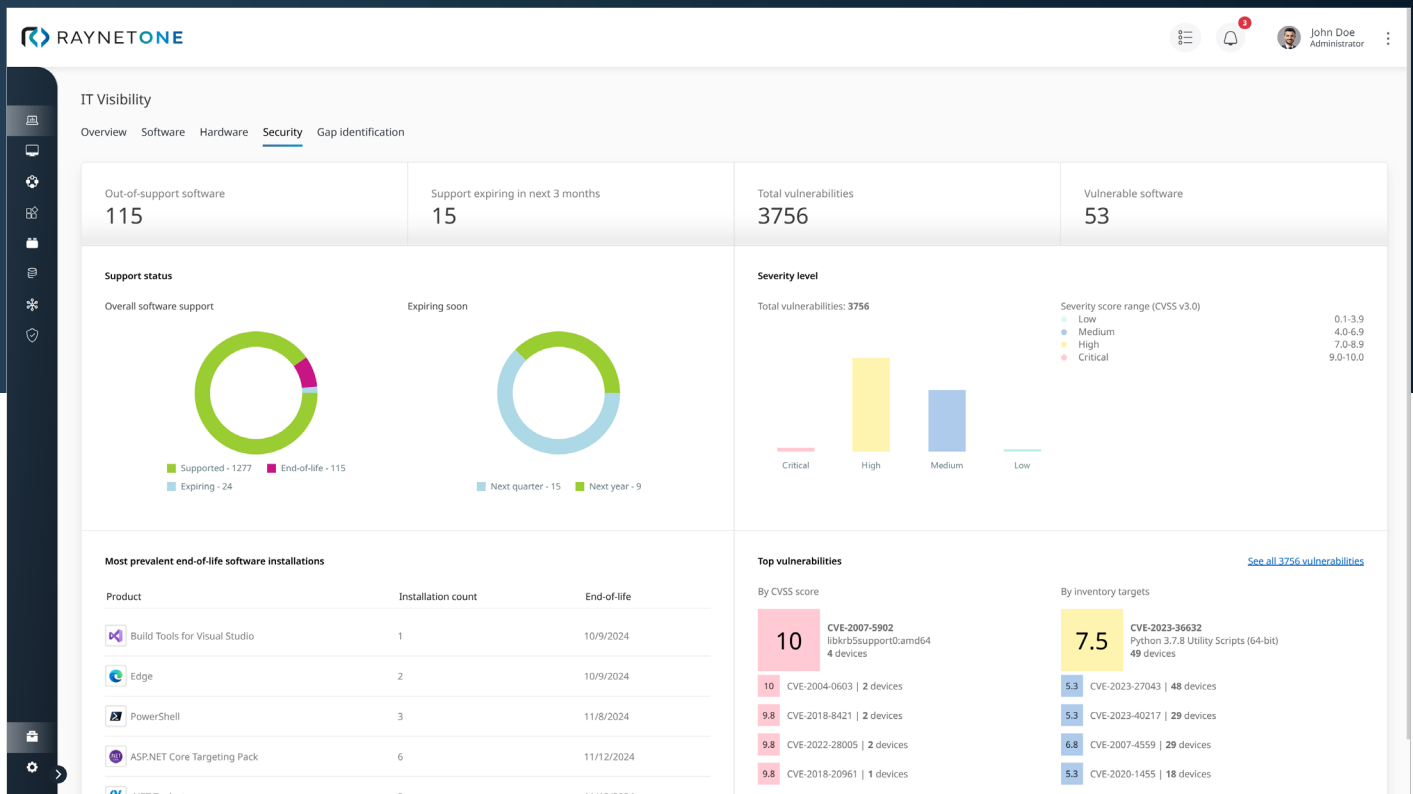 RAYNETONE
3
John Doe
Administrator
IT Visibility
Overview Software Hardware Security Gap identification
Out-of-support software
115
Support expiring in next 3 months
15
Total vulnerabilities
3756
Vulnerable software
53
Support status
Overall software support
Expiring soon
Supported - 1277 End-of-life - 115
Expiring - 24
Next quarter - 15 Next year - 9
Severity level
Total vulnerabilities: 3756
Severity score range (CVSS v3.0)
Low 0.1-3.9
Medium 4.0-6.9
High 7.0-8.9
Critical 9.0-10.0
Critical High Medium Low
Most prevalent end-of-life software installations
Product Installation count End-of-life
Build Tools for Visual Studio 1 10/9/2024
Edge 2 10/9/2024
PowerShell 3 11/8/2024
NET ASP.NET Core Targeting Pack 6 11/12/2024
Top vulnerabilities
See all 3756 vulnerabilities
By CVSS score
10
CVE-2007-5902
libkrb5support0:amd64
4 devices
10 CVE-2004-0603 | 2 devices
9.8 CVE-2018-8421 | 2 devices
9.8 CVE-2022-28005 | 2 devices
9.8 CVE-2018-20961 | 1 devices
By inventory targets
7.5
CVE-2023-36632
Python 3.7.8 Utility Scripts (64-bit)
49 devices
5.3 CVE-2023-27043 | 48 devices
5.3 CVE-2023-40217 | 29 devices
6.8 CVE-2007-4559 | 29 devices
5.3 CVE-2020-1455 | 18 devices